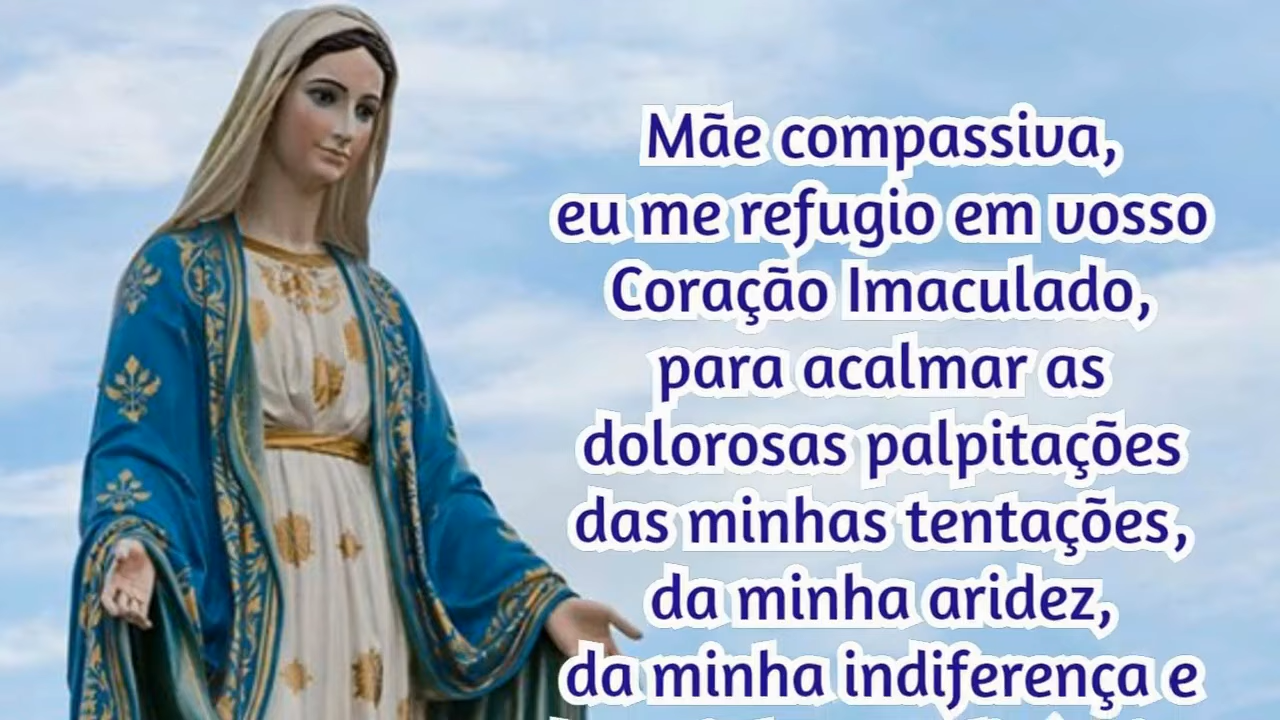 Mãe compassiva,
eu me refugio em vosso
Coração Imaculado,
para acalmar as
dolorosas palpitações
das minhas tentações,
da minha aridez,
da minha indiferença e